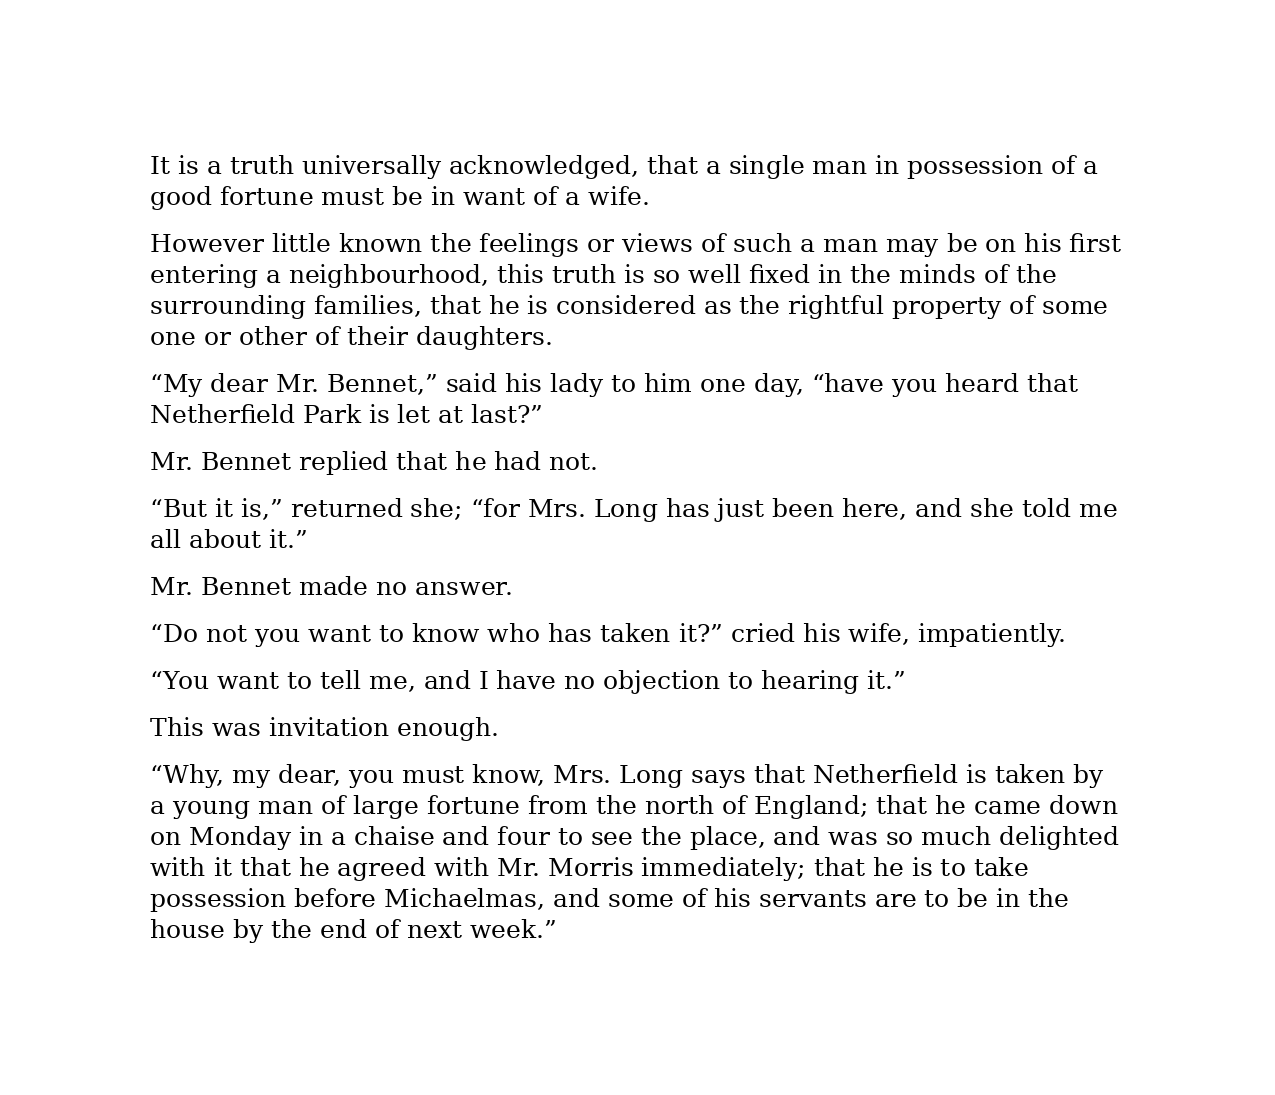 It is a truth universally acknowledged, that a single man in possession of a
good fortune must be in want of a wife.
However little known the feelings or views of such a man may be on his first
entering a neighbourhood, this truth is so well fixed in the minds of the
surrounding families, that he is considered as the rightful property of some
one or other of their daughters.
“My dear Mr. Bennet,” said his lady to him one day, “have you heard that
Netherfield Park is let at last?”
Mr. Bennet replied that he had not.
“But it is,” returned she; “for Mrs. Long has just been here, and she told me
all about it.”
Mr. Bennet made no answer.
“Do not you want to know who has taken it?” cried his wife, impatiently.
“You want to tell me, and I have no objection to hearing it.”
This was invitation enough.
“Why, my dear, you must know, Mrs. Long says that Netherfield is taken by
a young man of large fortune from the north of England; that he came down
on Monday in a chaise and four to see the place, and was so much delighted
with it that he agreed with Mr. Morris immediately; that he is to take
possession before Michaelmas, and some of his servants are to be in the
house by the end of next week.”